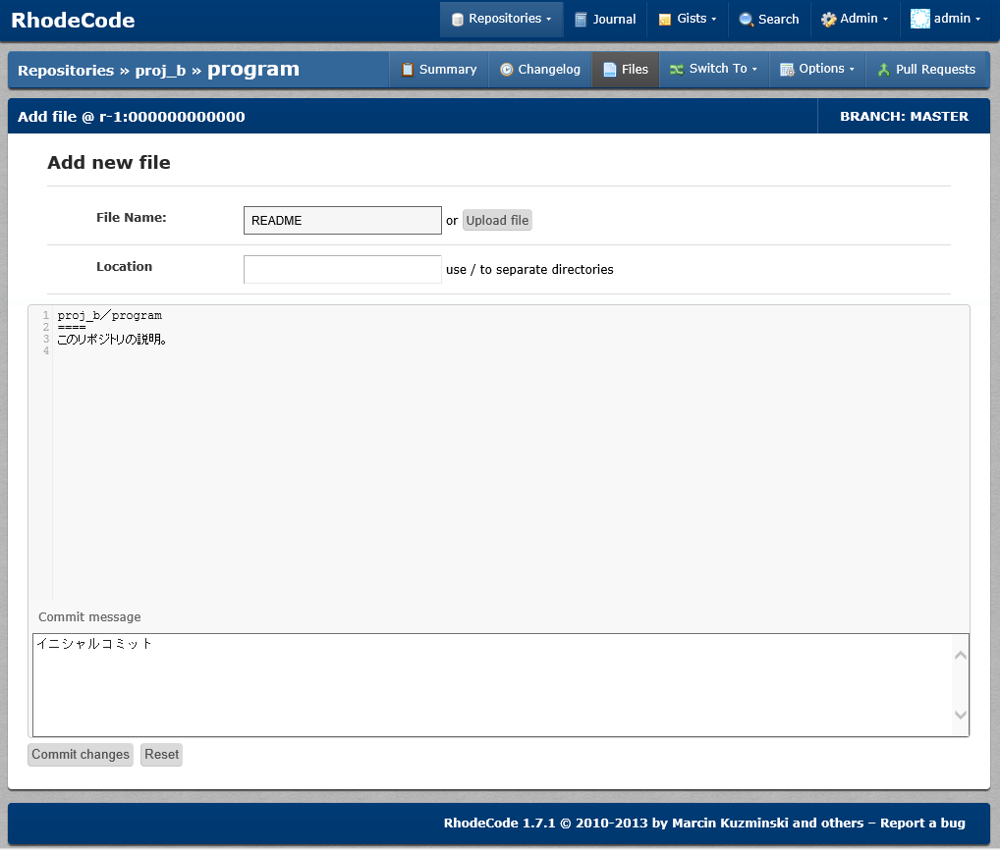 RhodeCode Repositories Journal Gists Search Admin admin
Repositories » proj_b » program Summary Changelog Files Switch To Options Pull Requests
Add file @ r-1:000000000000 BRANCH: MASTER
Add new file
File Name: README or Upload file
Location use / to separate directories
1 proj_b／program
2 ====
3 このリポジトリの説明。
4
Commit message
イニシャルコミット
Commit changes Reset
RhodeCode 1.7.1 © 2010-2013 by Marcin Kuzminski and others – Report a bug